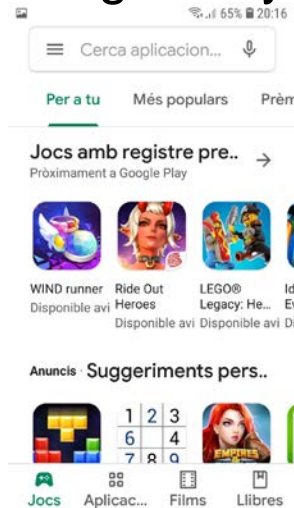 65% 20:16
Cerca aplicacion...
Per a tu Més populars Prèm
Jocs amb registre pre..
Pròximament a Google Play
WIND runner
Disponible avi
Ride Out
Heroes
Disponible avi
LEGO®
Legacy: He...
Disponible avi
Anuncis · Suggeriments pers..
1 2 3
6 4
7 8 9
EMPIRES
Jocs Aplicac... Films Llibres